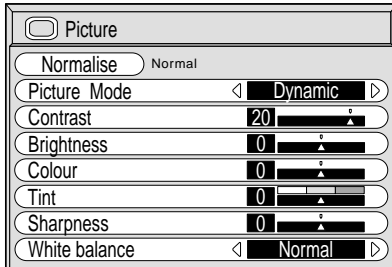 Picture
Normalise Normal
Picture Mode Dynamic
Contrast 20
Brightness 0
Colour 0
Tint 0
Sharpness 0
White balance Normal